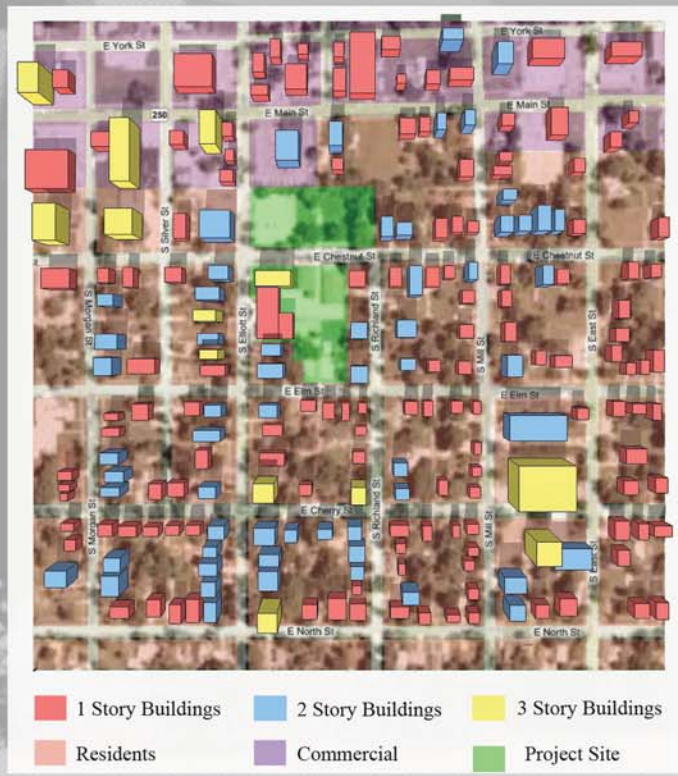 E York St
E York St
250
E Main St
E Main St
S Silver St
E Chestnut St
E Chestnut St
S Morgan St
S Elliott St
S Richland St
S Mill St
S East St
E Elm St
E Elm St
S Morgan St
E Cherry St
S Richland St
S Mill St
S East St
E North St
E North St
1 Story Buildings
2 Story Buildings
3 Story Buildings
Residents
Commercial
Project Site